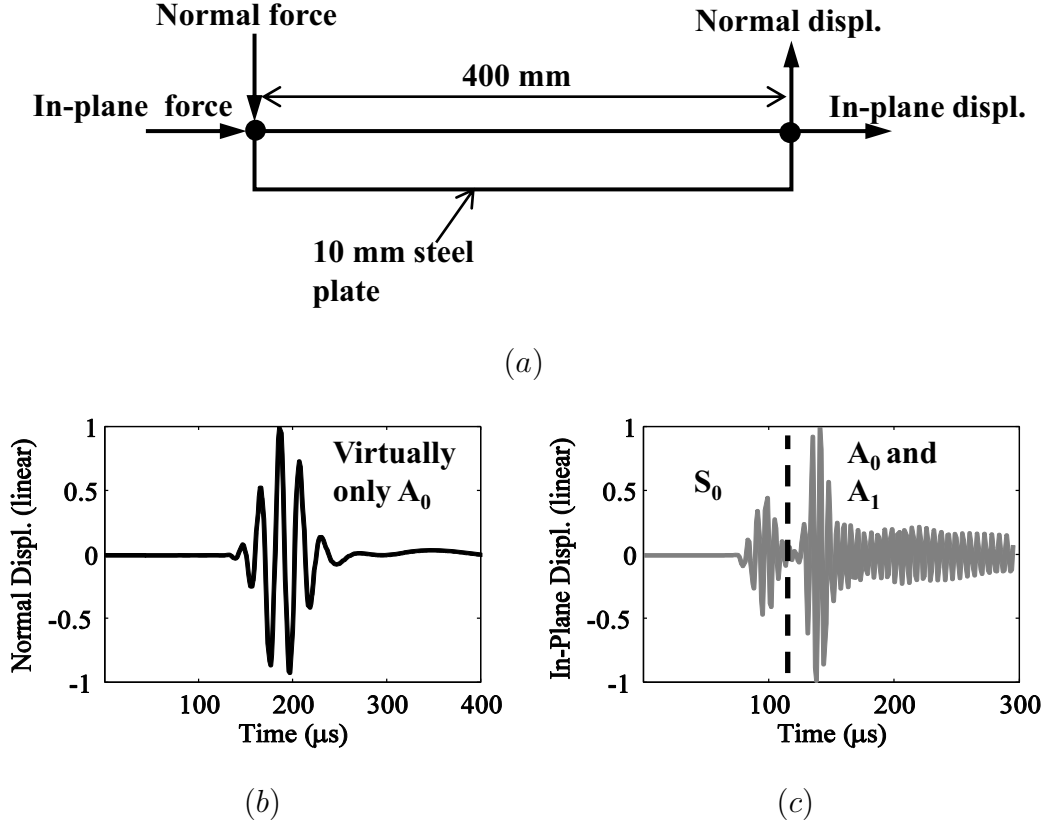 Normal force
Normal displ.
400 mm
In-plane force
In-plane displ.
10 mm steel
plate
(a)
Normal Displ. (linear)
1
0.5
0
-0.5
-1
Virtually
only A0
100
200
300
400
Time (μs)
(b)
In-Plane Displ. (linear)
1
0.5
0
-0.5
-1
S0
A0 and
A1
100
200
300
Time (μs)
(c)